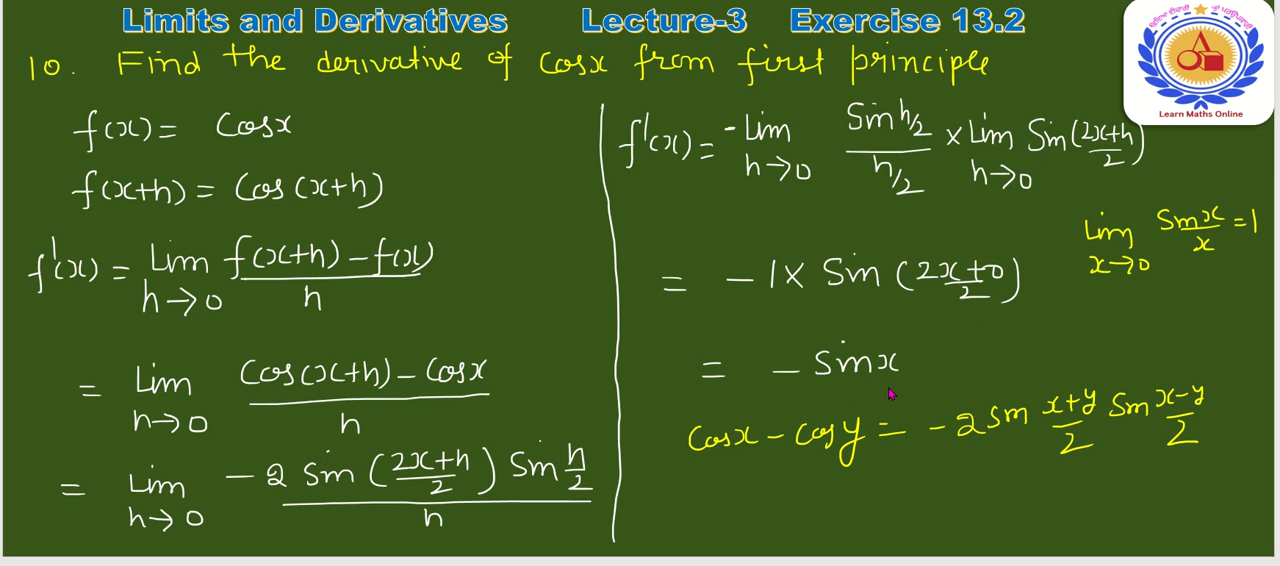 Limits and Derivatives Lecture-3 Exercise 13.2
10. Find the derivative of cosx from first principle
f(x) = Cosx
f(x+h) = Cos(x+h)
f'(x) = Lim h→0 f(x+h) - f(x) / h
= Lim h→0 Cos(x+h) - Cosx / h
= Lim h→0 -2 Sin (2x+h / 2) Sin h/2 / h
f'(x) = - Lim h→0 Sin h/2 / h/2 × Lim h→0 Sin (2x+h / 2)
Lim x→0 Sinx / x = 1
= -1 × Sin (2x+0 / 2)
= - Sinx
Cosx - Cosy = -2 Sin x+y / 2 Sin x-y / 2
Learn Maths Online